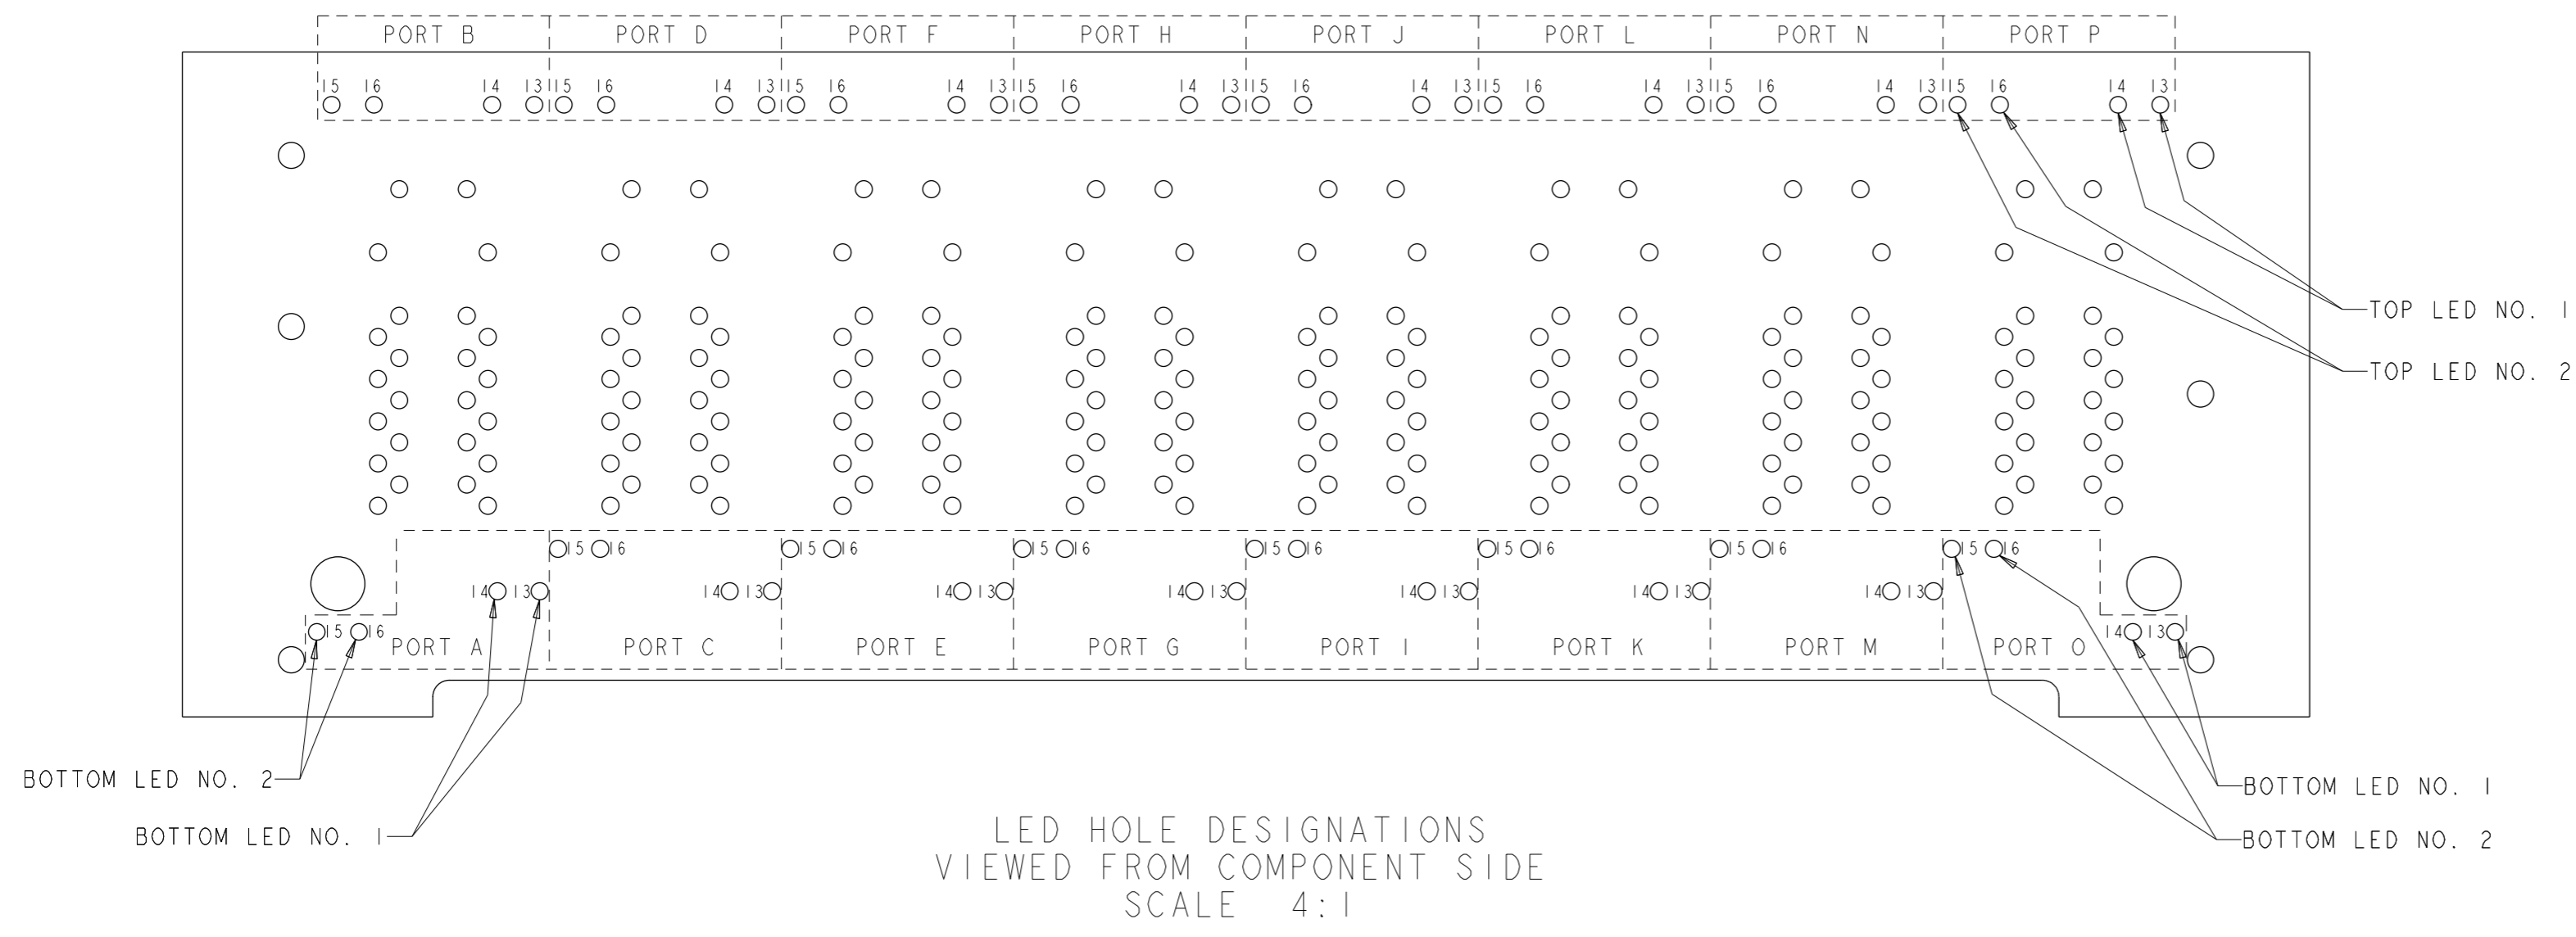 PORT B PORT D PORT F PORT H PORT J PORT L PORT N PORT P
15 16 14 13 15 16 14 13 15 16 14 13 15 16 14 13 15 16 14 13 15 16 14 13 15 16 14 13 15 16 14 13
TOP LED NO. 1
TOP LED NO. 2
15 16 15 16 15 16 15 16 15 16 15 16 15 16
14 13 14 13 14 13 14 13 14 13 14 13 14 13
15 16 14 13
PORT A PORT C PORT E PORT G PORT I PORT K PORT M PORT O
BOTTOM LED NO. 2
BOTTOM LED NO. 1
BOTTOM LED NO. 1
BOTTOM LED NO. 2
LED HOLE DESIGNATIONS
VIEWED FROM COMPONENT SIDE
SCALE 4:1